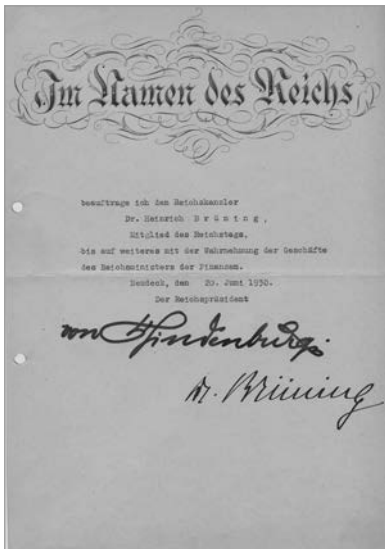 Im Namen des Reichs
beauftrage ich den Reichskanzler
Dr. Heinrich B r ü n i n g ,
Mitglied des Reichstags,
bis auf weiteres mit der Wahrnehmung der Geschäfte
des Reichsministers der Finanzen.
Neudeck, den 20. Juni 1930.
Der Reichspräsident
von Hindenburg
Dr. Brüning